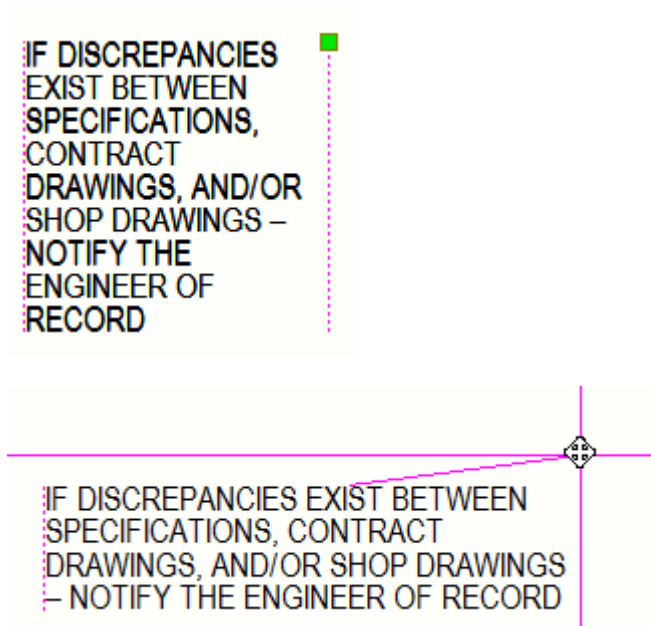 IF DISCREPANCIES
EXIST BETWEEN
SPECIFICATIONS,
CONTRACT
DRAWINGS, AND/OR
SHOP DRAWINGS –
NOTIFY THE
ENGINEER OF
RECORD
IF DISCREPANCIES EXIST BETWEEN
SPECIFICATIONS, CONTRACT
DRAWINGS, AND/OR SHOP DRAWINGS
– NOTIFY THE ENGINEER OF RECORD